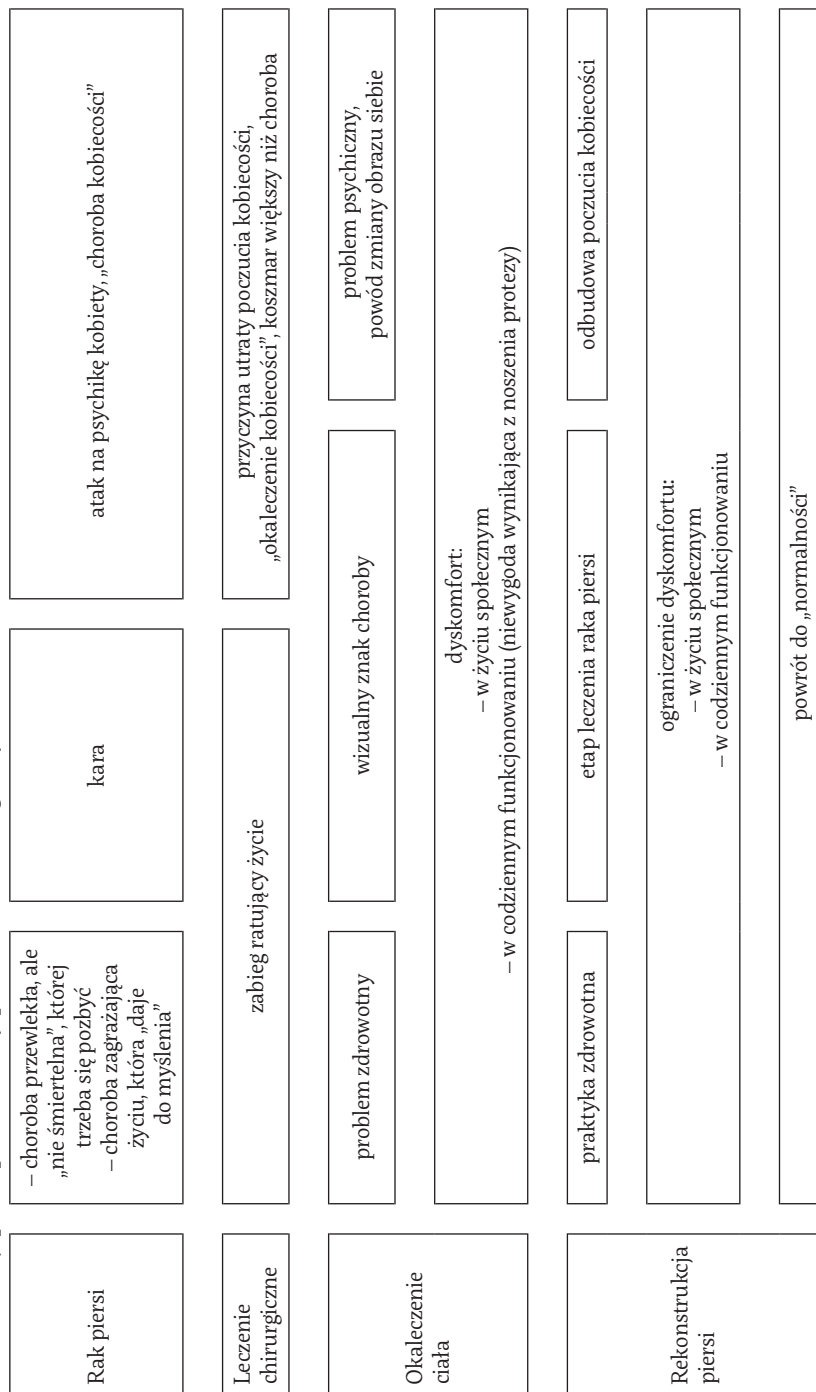 Rak piersi
– choroba przewlekła, ale
„nie śmiertelna”, której
trzeba się pozbyć
– choroba zagrażająca
życiu, która „daje
do myślenia”
kara
atak na psychikę kobiety, „choroba kobiecości”
Leczenie
chirurgiczne
zabieg ratujący życie
przyczyna utraty poczucia kobiecości,
„okaleczenie kobiecości”, koszmar większy niż choroba
Okaleczenie
ciała
problem zdrowotny
wizualny znak choroby
problem psychiczny,
powód zmiany obrazu siebie
dyskomfort:
– w życiu społecznym
– w codziennym funkcjonowaniu (niewygoda wynikająca z noszenia protezy)
Rekonstrukcja
piersi
praktyka zdrowotna
etap leczenia raka piersi
odbudowa poczucia kobiecości
ograniczenie dyskomfortu:
– w życiu społecznym
– w codziennym funkcjonowaniu
powrót do „normalności”